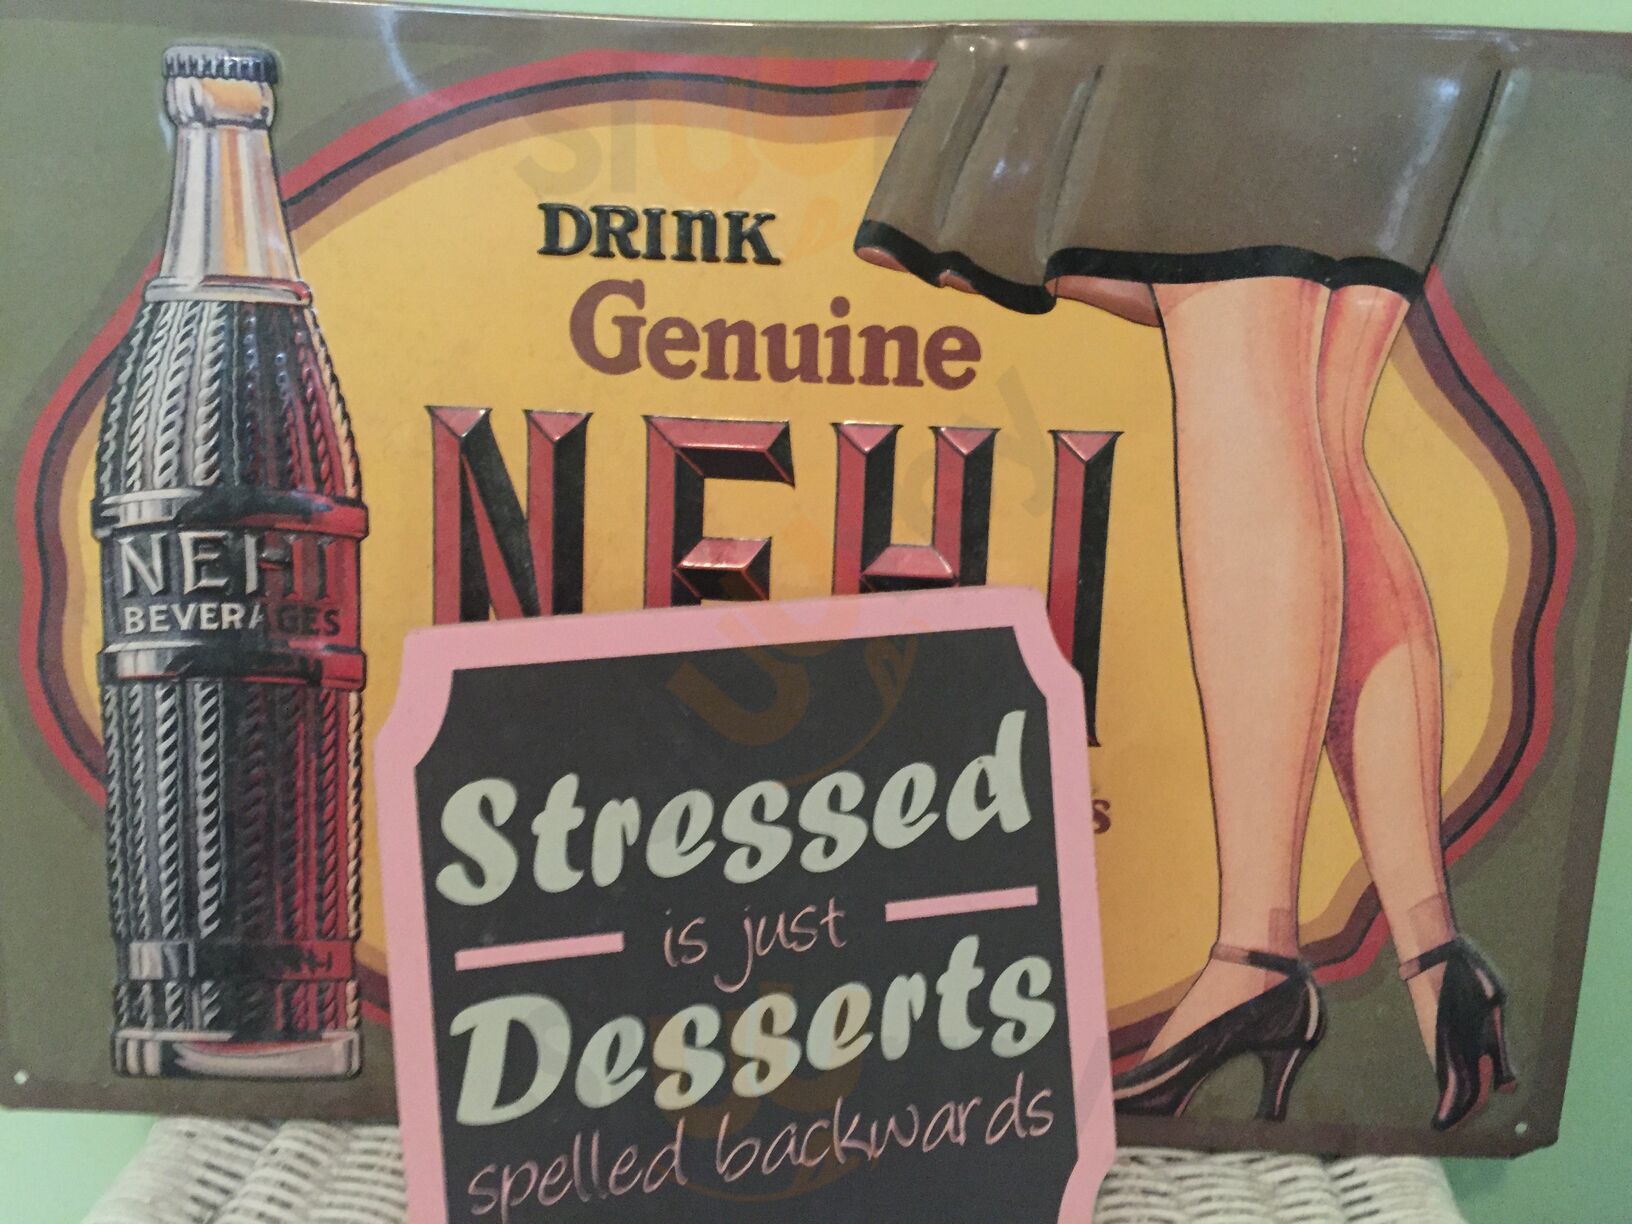 DRINK
Genuine
NEHI
NEHI
BEVERAGES
Stressed
is just
Desserts
spelled backwards